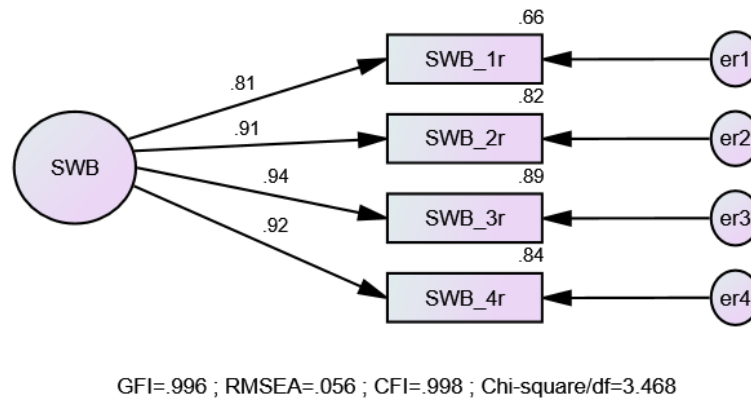 .66
SWB_1r
er1
.81
.82
SWB_2r
er2
.91
SWB
.94
.89
SWB_3r
er3
.92
.84
SWB_4r
er4
GFI=.996 ; RMSEA=.056 ; CFI=.998 ; Chi-square/df=3.468